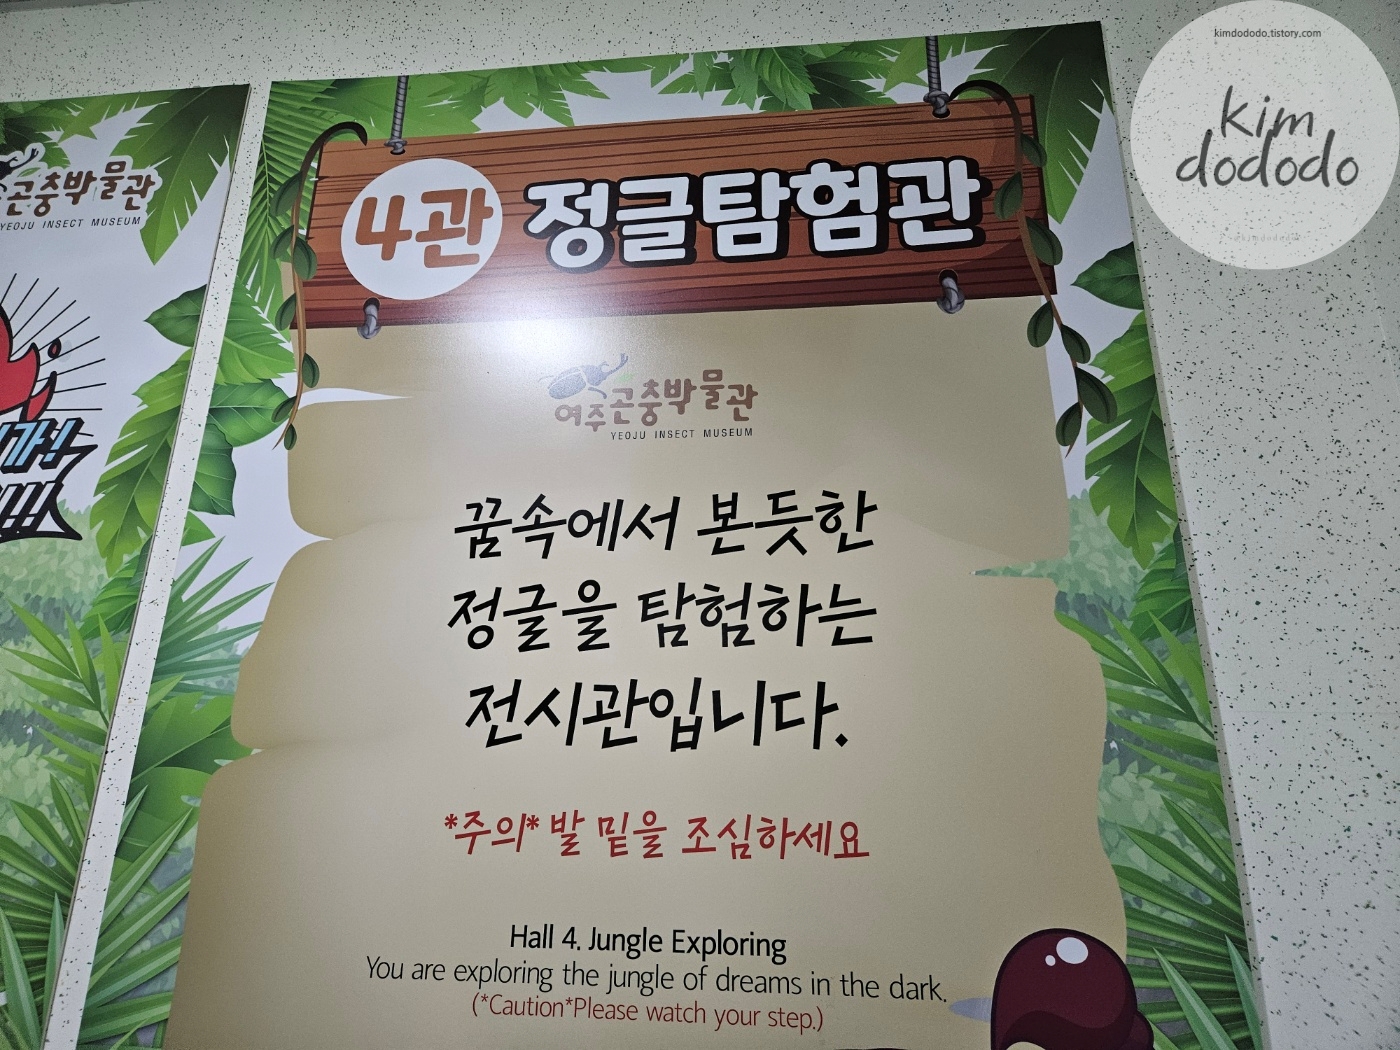 kimdododo.tistory.com
kim
dododo
곤충박물관
YEOJU INSECT MUSEUM
4관 정글탐험관
여주곤충박물관
YEOJU INSECT MUSEUM
꿈속에서 본듯한
정글을 탐험하는
전시관입니다.
*주의* 발 밑을 조심하세요
Hall 4. Jungle Exploring
You are exploring the jungle of dreams in the dark.
(*Caution*Please watch your step.)